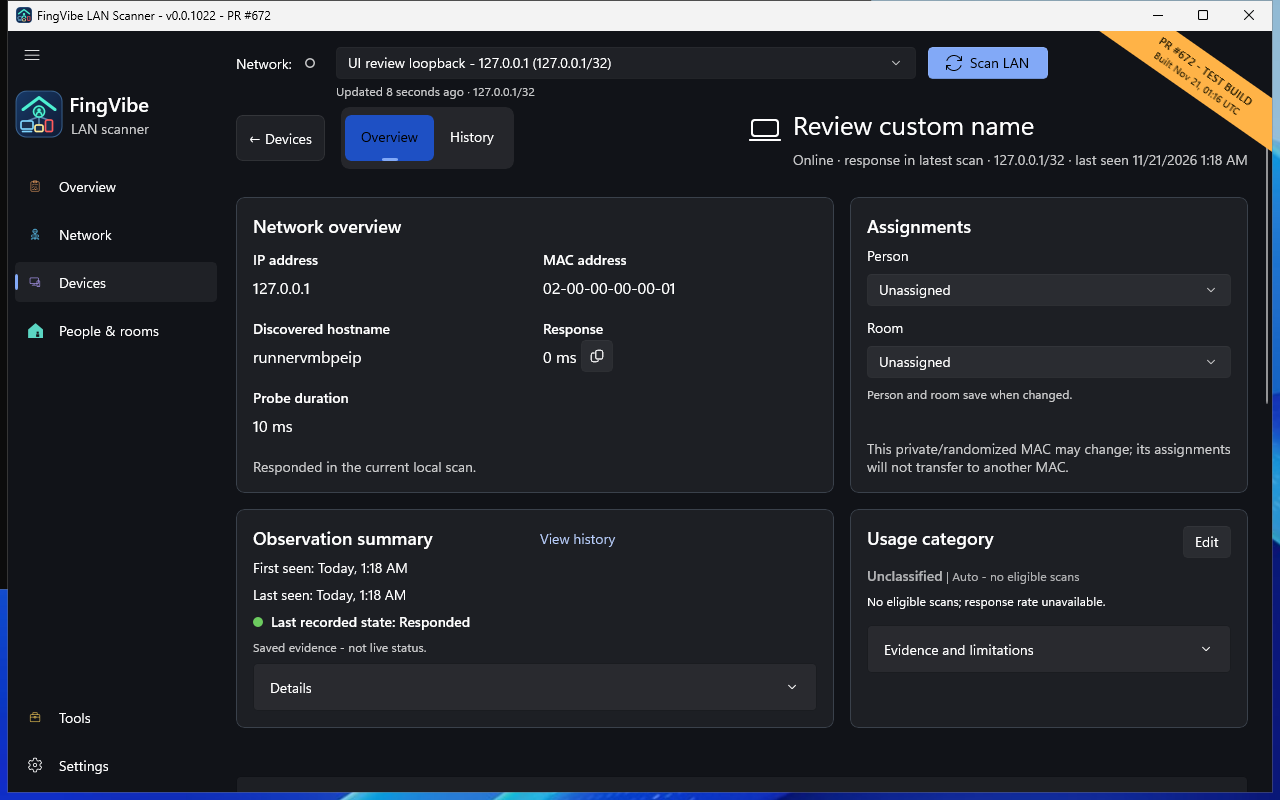 FingVibe LAN Scanner - v0.0.1022 - PR #672
PR #672 - TEST BUILD
Built Nov 21, 01:16 UTC
Network:
UI review loopback - 127.0.0.1 (127.0.0.1/32)
Scan LAN
Updated 8 seconds ago · 127.0.0.1/32
FingVibe
LAN scanner
Overview
Network
Devices
People & rooms
Tools
Settings
← Devices
Overview
History
Review custom name
Online · response in latest scan · 127.0.0.1/32 · last seen 11/21/2026 1:18 AM
Network overview
IP address
127.0.0.1
MAC address
02-00-00-00-00-01
Discovered hostname
runnervmbpeip
Response
0 ms
Probe duration
10 ms
Responded in the current local scan.
Assignments
Person
Unassigned
Room
Unassigned
Person and room save when changed.
This private/randomized MAC may change; its assignments
will not transfer to another MAC.
Observation summary
View history
First seen: Today, 1:18 AM
Last seen: Today, 1:18 AM
Last recorded state: Responded
Saved evidence - not live status.
Details
Usage category
Edit
Unclassified | Auto - no eligible scans
No eligible scans; response rate unavailable.
Evidence and limitations